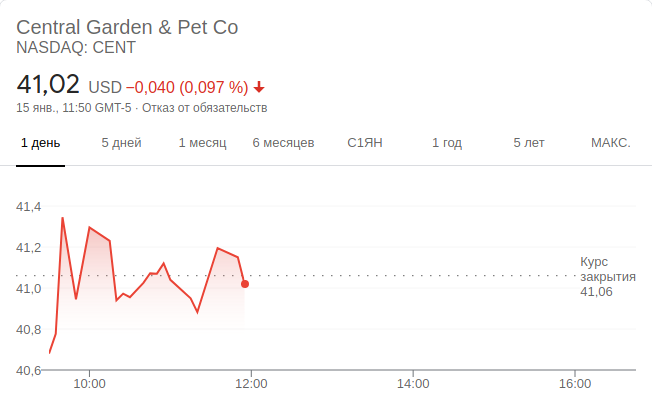 Central Garden & Pet Co
NASDAQ: CENT
41,02 USD −0,040 (0,097 %)
15 янв., 11:50 GMT-5 · Отказ от обязательств
1 день 5 дней 1 месяц 6 месяцев С1ЯН 1 год 5 лет МАКС.
41,4
41,2
Курс
закрытия
41,06
41,0
40,8
40,6
10:00 12:00 14:00 16:00